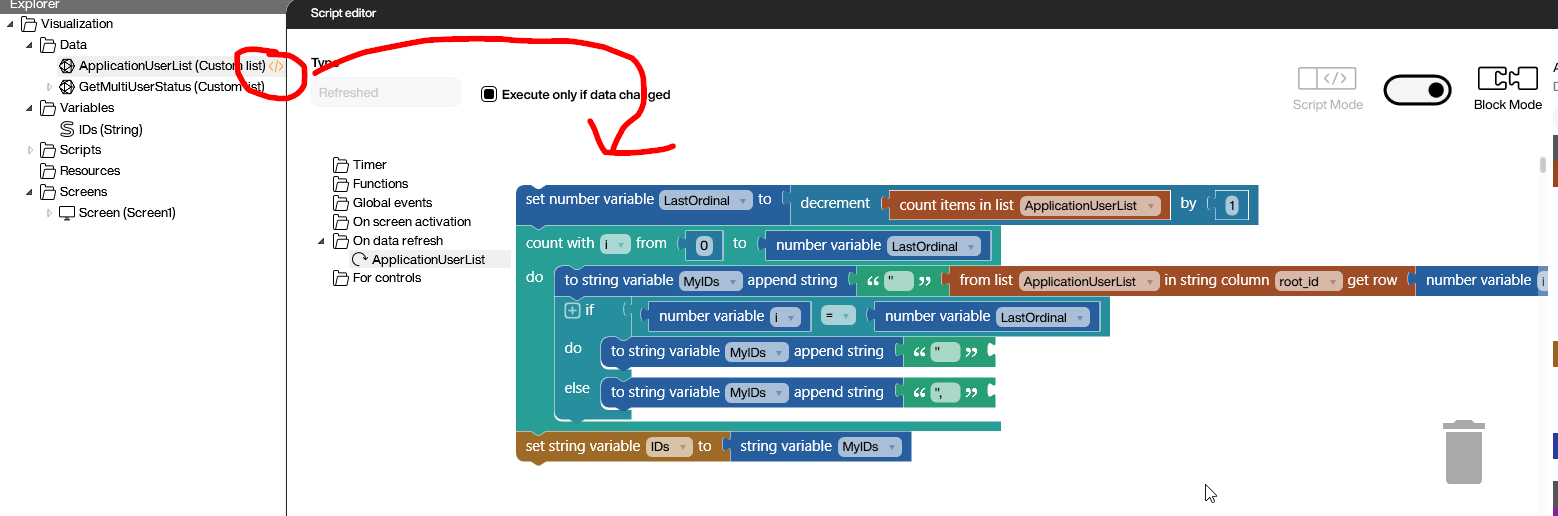 Explorer
Script editor
Visualization
Data
ApplicationUserList (Custom list) </>
GetMultiUserStatus (Custom list)
Variables
IDs (String)
Scripts
Resources
Screens
Screen (Screen1)
Type
Refreshed
Execute only if data changed
</>
Script Mode
Block Mode
Timer
Functions
Global events
On screen activation
On data refresh
ApplicationUserList
For controls
set number variable LastOrdinal to decrement count items in list ApplicationUserList by 1
count with i from 0 to number variable LastOrdinal
do to string variable MyIDs append string “ " ” from list ApplicationUserList in string column root_id get row number variable i
if number variable i = number variable LastOrdinal
do to string variable MyIDs append string “ " ”
else to string variable MyIDs append string “ ", ”
set string variable IDs to string variable MyIDs